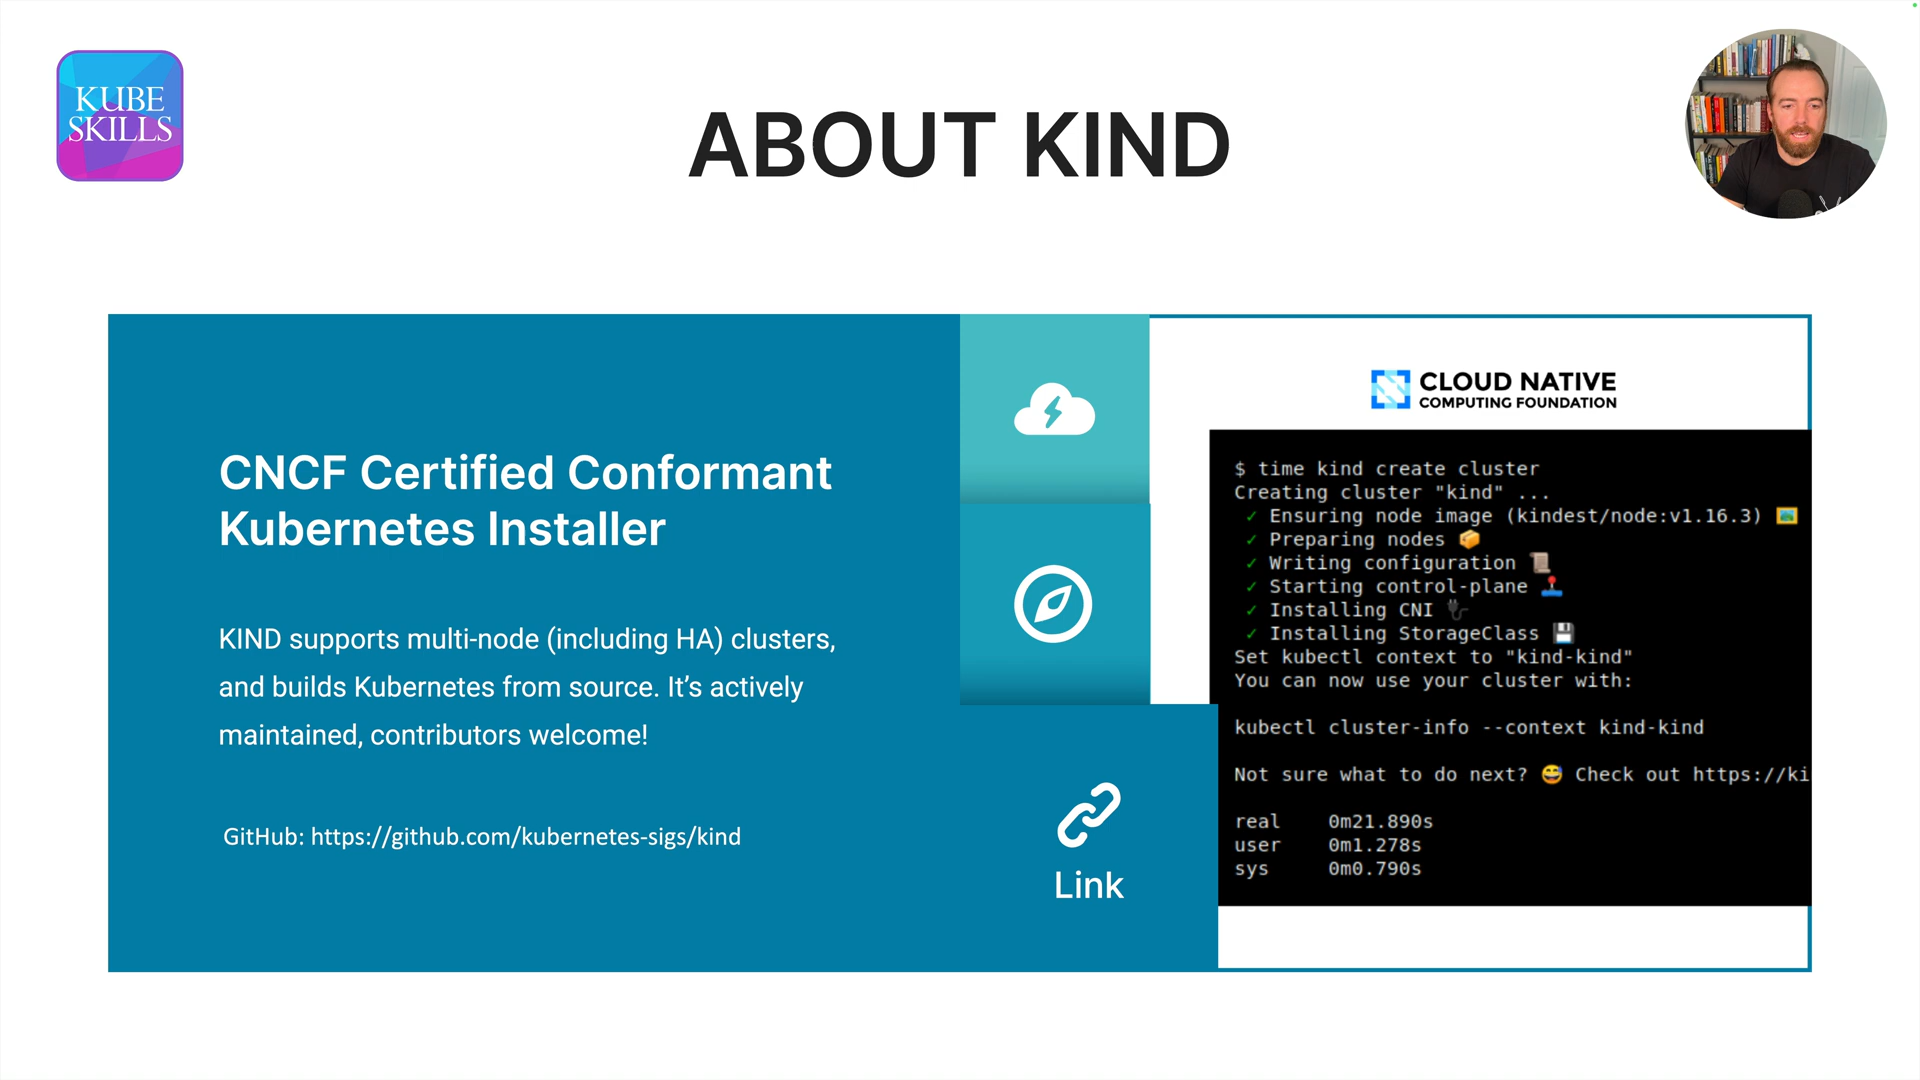 KUBE
SKILLS
ABOUT KIND
CNCF Certified Conformant
Kubernetes Installer
KIND supports multi-node (including HA) clusters,
and builds Kubernetes from source. It’s actively
maintained, contributors welcome!
GitHub: https://github.com/kubernetes-sigs/kind
Link
CLOUD NATIVE
COMPUTING FOUNDATION
$ time kind create cluster
Creating cluster "kind" ...
✓ Ensuring node image (kindest/node:v1.16.3) 🖼
✓ Preparing nodes 📦
✓ Writing configuration 📜
✓ Starting control-plane 🕹
✓ Installing CNI 🔌
✓ Installing StorageClass 💾
Set kubectl context to "kind-kind"
You can now use your cluster with:
kubectl cluster-info --context kind-kind
Not sure what to do next? 😅 Check out https://ki
real 0m21.890s
user 0m1.278s
sys 0m0.790s